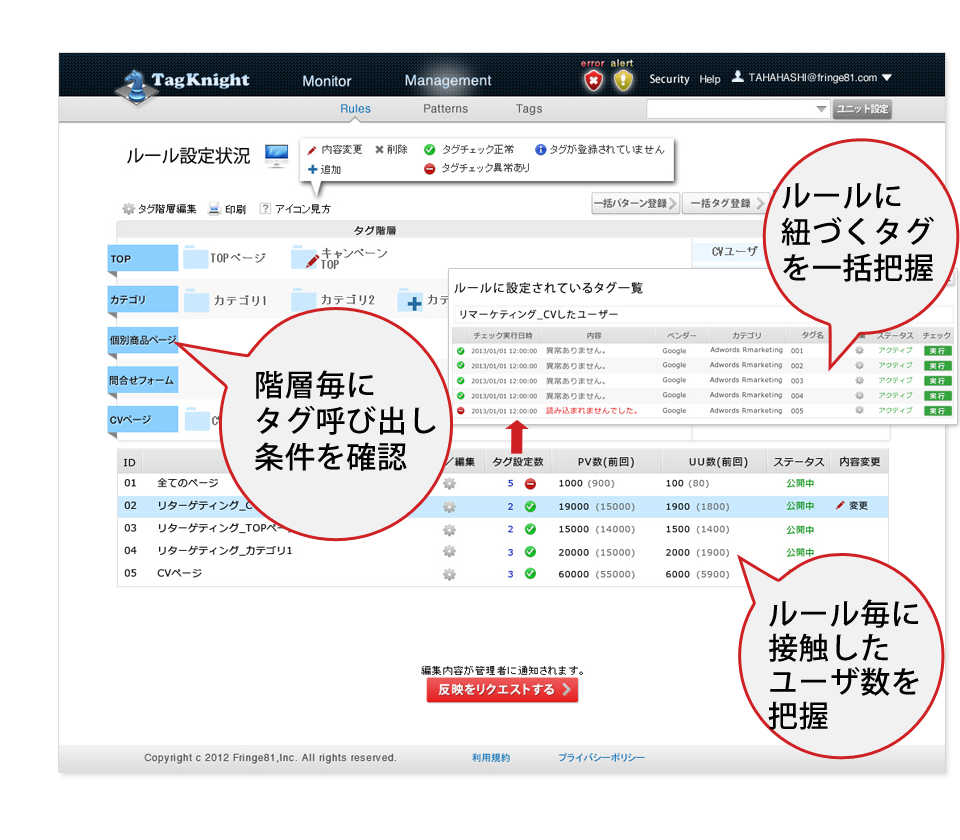 error alert
TagKnight Monitor Management Security Help TAHAHASHI@fringe81.com
Rules Patterns Tags ユニット設定
ルール設定状況
内容変更 削除 タグチェック正常 タグが登録されていません
追加 タグチェック異常あり
タグ階層編集 印刷 ? アイコン見方 一括パターン登録 一括タグ登録
ルールに
紐づくタグ
を一括把握
タグ階層
TOP TOPページ キャンペーン
TOP CVユーザ
カテゴリ カテゴリ1 カテゴリ2 カテ
個別商品ページ
問合せフォーム
CVページ
ルールに設定されているタグ一覧
リマーケティング_CVしたユーザー
チェック実行日時 内容 ベンダー カテゴリ タグ名 ステータス チェック
2013/01/01 12:00:00 異常ありません。 Google Adwords Rmarketing 001 アクティブ 実行
2013/01/01 12:00:00 異常ありません。 Google Adwords Rmarketing 002 アクティブ 実行
2013/01/01 12:00:00 異常ありません。 Google Adwords Rmarketing 003 アクティブ 実行
2013/01/01 12:00:00 異常ありません。 Google Adwords Rmarketing 004 アクティブ 実行
2013/01/01 12:00:00 読み込まれませんでした。 Google Adwords Rmarketing 005 アクティブ 実行
階層毎に
タグ呼び出し
条件を確認
ID /編集 タグ設定数 PV数(前回) UU数(前回) ステータス 内容変更
01 全てのページ 5 1000 (900) 100 (80) 公開中
02 リターゲティング_C 2 19000 (15000) 1900 (1800) 公開中 変更
03 リターゲティング_TOPペー 2 15000 (14000) 1500 (1400) 公開中
04 リターゲティング_カテゴリ1 3 20000 (15000) 2000 (1900) 公開中
05 CVページ 3 60000 (55000) 6000 (5900)
ルール毎に
接触した
ユーザ数を
把握
編集内容が管理者に通知されます。
反映をリクエストする
Copyright c 2012 Fringe81,Inc. All rights reserved. 利用規約 プライバシーポリシー